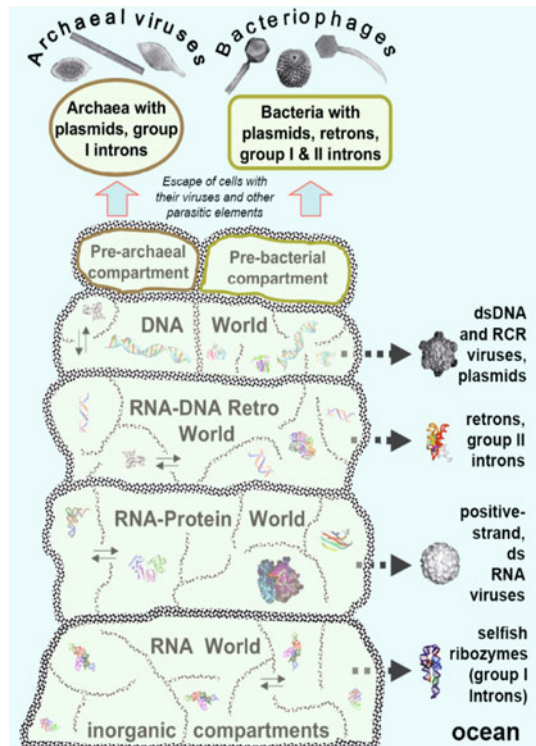 Archaeal viruses
Bacteriophages
Archaea with
plasmids, group
I introns
Bacteria with
plasmids, retrons,
group I & II introns
Escape of cells with
their viruses and other
parasitic elements
Pre-archaeal
compartment
Pre-bacterial
compartment
DNA World
dsDNA
and RCR
viruses,
plasmids
RNA-DNA Retro
World
retrons,
group II
introns
RNA-Protein World
positive-
strand,
ds
RNA
viruses
RNA World
selfish
ribozymes
(group I
Introns)
inorganic compartments
ocean